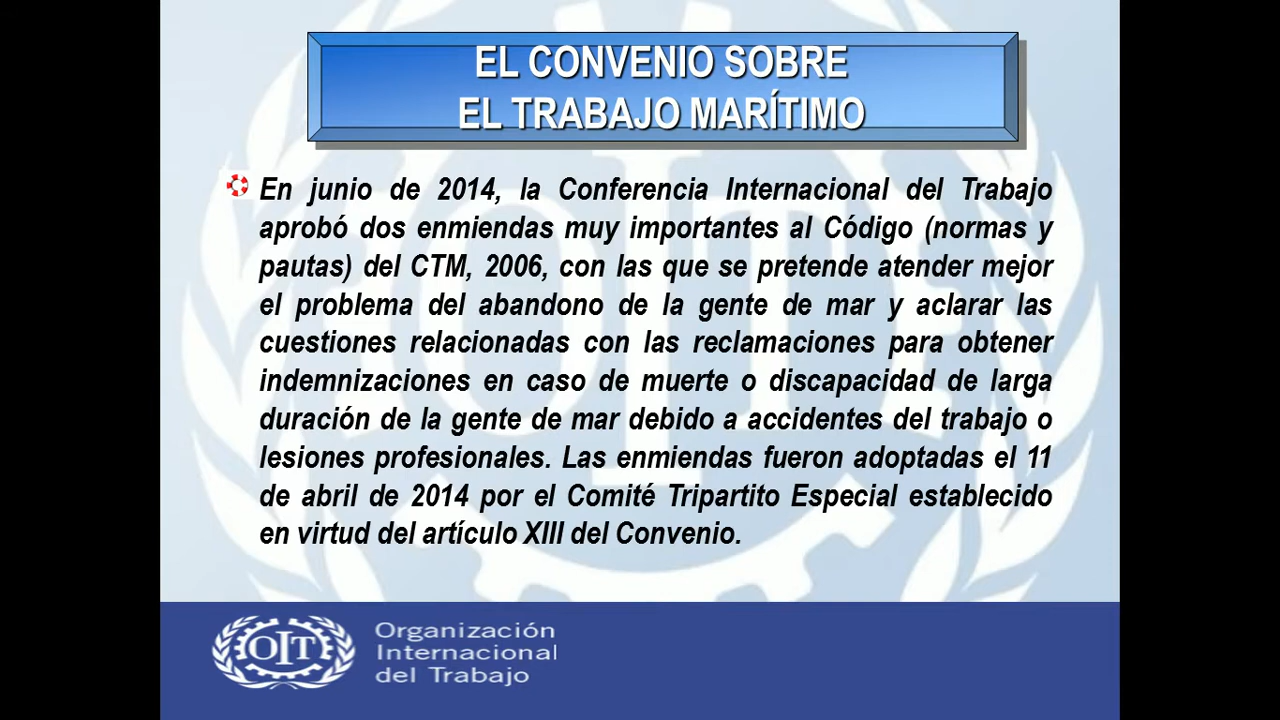 EL CONVENIO SOBRE
EL TRABAJO MARÍTIMO
En junio de 2014, la Conferencia Internacional del Trabajo
aprobó dos enmiendas muy importantes al Código (normas y
pautas) del CTM, 2006, con las que se pretende atender mejor
el problema del abandono de la gente de mar y aclarar las
cuestiones relacionadas con las reclamaciones para obtener
indemnizaciones en caso de muerte o discapacidad de larga
duración de la gente de mar debido a accidentes del trabajo o
lesiones profesionales. Las enmiendas fueron adoptadas el 11
de abril de 2014 por el Comité Tripartito Especial establecido
en virtud del artículo XIII del Convenio.
OIT
Organización
Internacional
del Trabajo